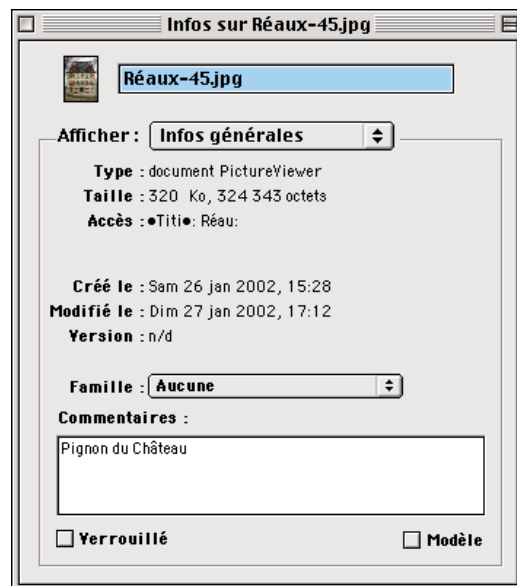 Infos sur Réaux-45.jpg
Réaux-45.jpg
Afficher : Infos générales
Type : document PictureViewer
Taille : 320 Ko, 324 343 octets
Accès : •Titi•: Réau:
Créé le : Sam 26 jan 2002, 15:28
Modifié le : Dim 27 jan 2002, 17:12
Version : n/d
Famille : Aucune
Commentaires :
Pignon du Château
Verrouillé
Modèle